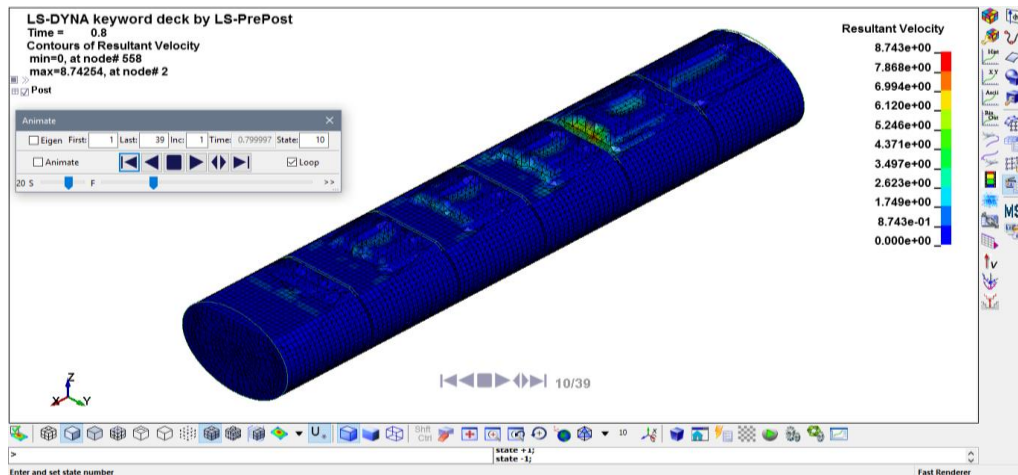 LS-DYNA keyword deck by LS-PrePost
Time = 0.8
Contours of Resultant Velocity
min=0, at node# 558
max=8.74254, at node# 2
Post
Animate
Eigen First: 1 Last: 39 Inc: 1 Time: 0.799997 State: 10
Animate Loop
20 S F >>
Resultant Velocity
8.743e+00
7.868e+00
6.994e+00
6.120e+00
5.246e+00
4.371e+00
3.497e+00
2.623e+00
1.749e+00
8.743e-01
0.000e+00
Z
X Y
10/39
MS
Shft
Ctrl
10
>
state +1;
state -1;
Enter and set state number
Fast Renderer